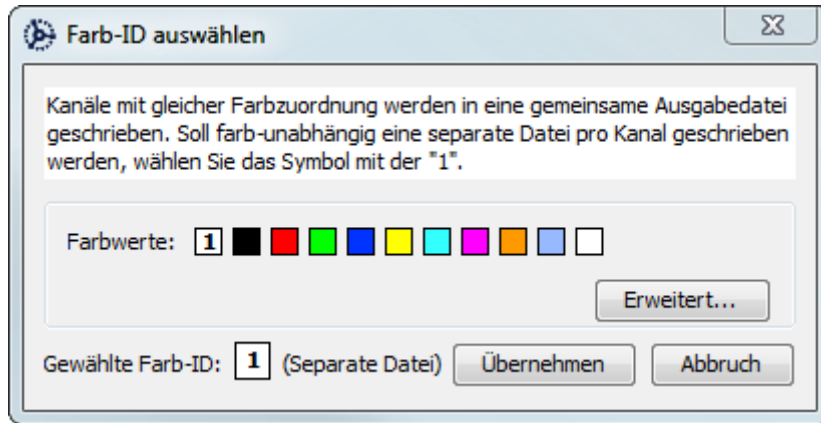 Farb-ID auswählen
Kanäle mit gleicher Farbzuordnung werden in eine gemeinsame Ausgabedatei
geschrieben. Soll farb-unabhängig eine separate Datei pro Kanal geschrieben
werden, wählen Sie das Symbol mit der "1".
Farbwerte: 1
Erweitert...
Gewählte Farb-ID: 1 (Separate Datei) Übernehmen Abbruch